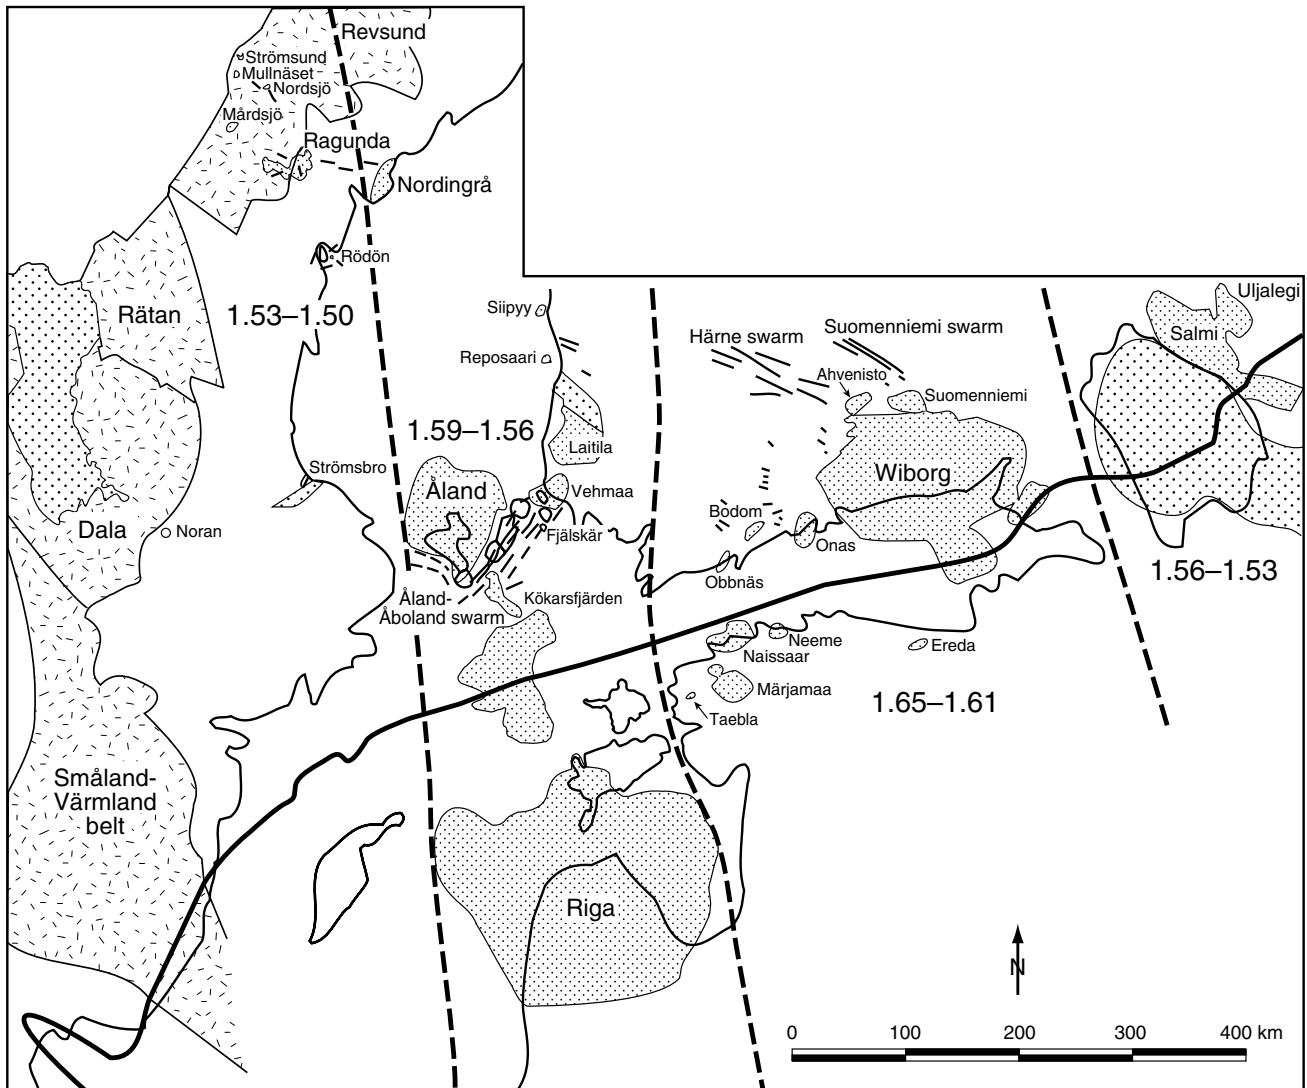 Revsund
Strömsund
Mullnäset
Nordsjö
Mårdsjö
Ragunda
Nordingrå
Rödön
Rätan
1.53–1.50
Siipyy
Reposaari
1.59–1.56
Laitila
Härne swarm
Suomenniemi swarm
Ahvenisto
Suomenniemi
Uljalegi
Salmi
Strömsbro
Åland
Vehmaa
Wiborg
Dala
Noran
Fjälskär
Bodom
Onas
Obbnäs
1.56–1.53
Åland-
Åboland swarm
Kökarsfjärden
Neeme
Naissaar
Ereda
Märjamaa
Taebla
1.65–1.61
Småland-
Värmland
belt
Riga
N
0 100 200 300 400 km